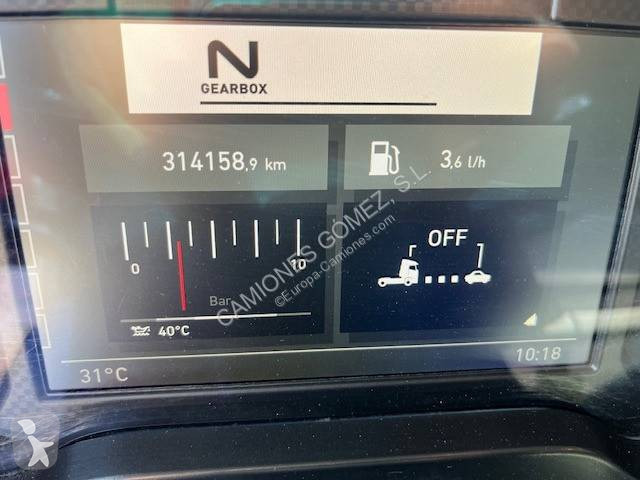 N
GEARBOX
314158,9 km
3,6 l/h
0
10
Bar
40°C
OFF
31°C
10:18
CAMIONES GOMEZ, S.L.
©Europa-Camiones.com